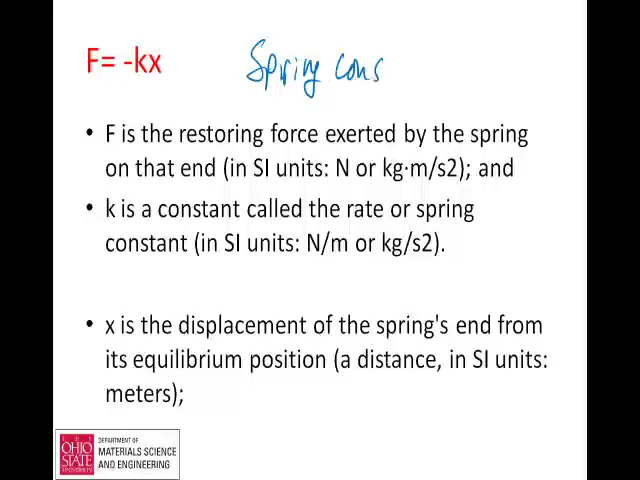 F= -kx
Spring cons
• F is the restoring force exerted by the spring
on that end (in SI units: N or kg·m/s2); and
• k is a constant called the rate or spring
constant (in SI units: N/m or kg/s2).
• x is the displacement of the spring's end from
its equilibrium position (a distance, in SI units:
meters);
THE
OHIO
STATE
UNIVERSITY
DEPARTMENT OF
MATERIALS SCIENCE
AND ENGINEERING